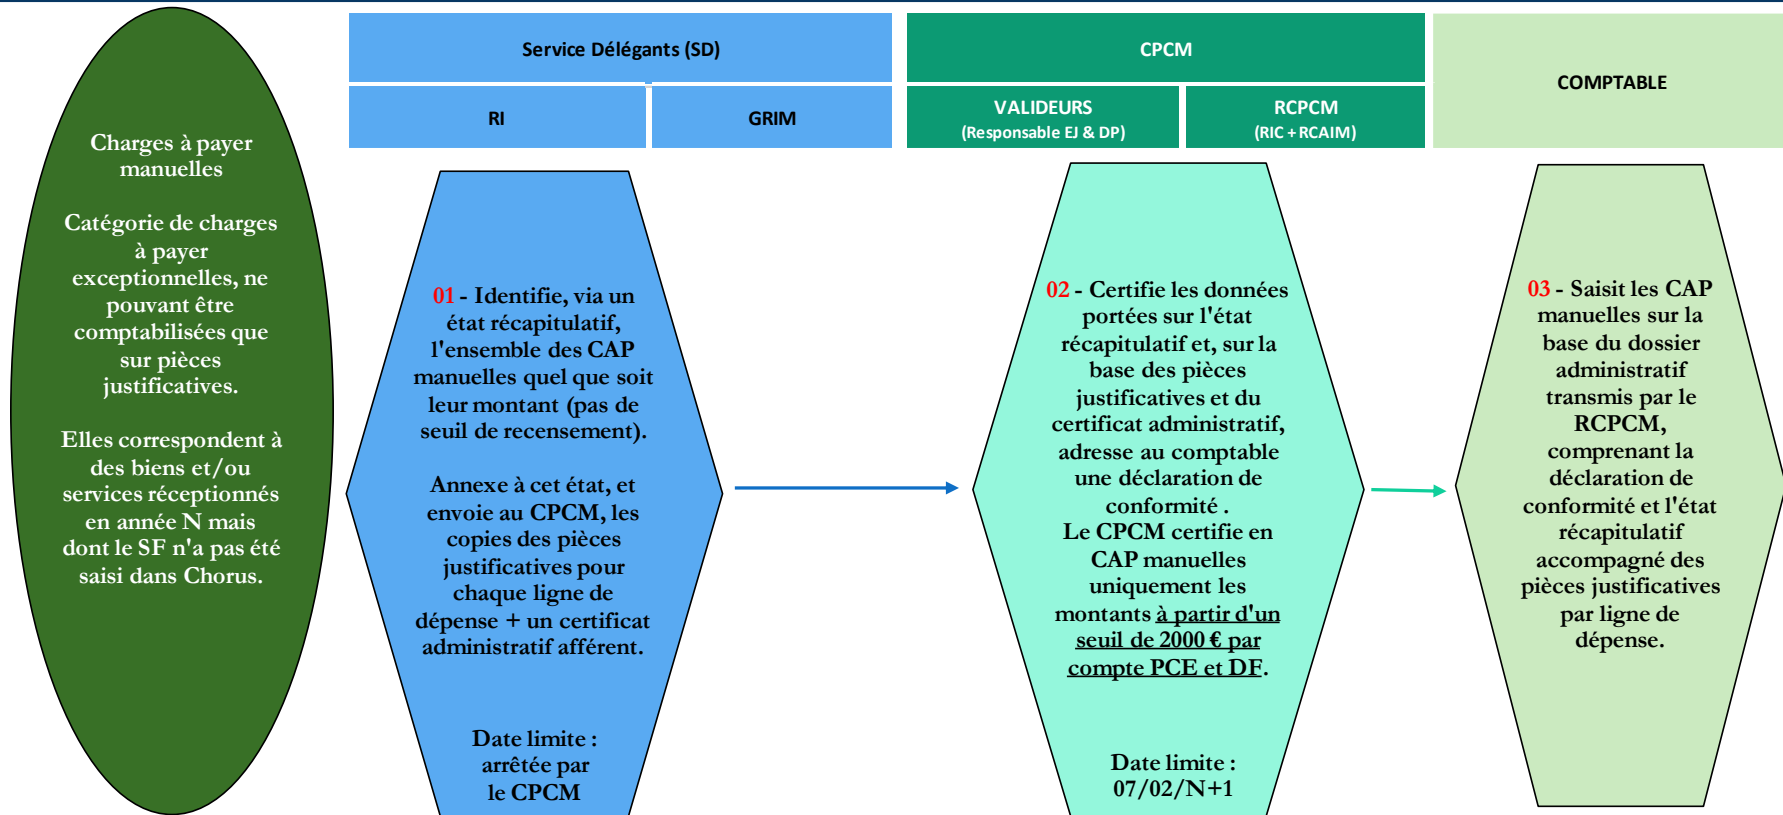 Charges à payer
manuelles
Catégorie de charges
à payer
exceptionnelles, ne
pouvant être
comptabilisées que
sur pièces
justificatives.
Elles correspondent à
des biens et/ou
services réceptionnés
en année N mais
dont le SF n'a pas été
saisi dans Chorus.
Service Délégants (SD)
RI
GRIM
CPCM
VALIDEURS
(Responsable EJ & DP)
RCPCM
(RIC + RCAIM)
COMPTABLE
01 - Identifie, via un
état récapitulatif,
l'ensemble des CAP
manuelles quel que soit
leur montant (pas de
seuil de recensement).
Annexe à cet état, et
envoie au CPCM, les
copies des pièces
justificatives pour
chaque ligne de
dépense + un certificat
administratif afférent.
Date limite :
arrêtée par
le CPCM
02 - Certifie les données
portées sur l'état
récapitulatif et, sur la
base des pièces
justificatives et du
certificat administratif,
adresse au comptable
une déclaration de
conformité .
Le CPCM certifie en
CAP manuelles
uniquement les
montants à partir d'un
seuil de 2000 € par
compte PCE et DF.
Date limite :
07/02/N+1
03 - Saisit les CAP
manuelles sur la
base du dossier
administratif
transmis par le
RCPCM,
comprenant la
déclaration de
conformité et l'état
récapitulatif
accompagné des
pièces justificatives
par ligne de
dépense.